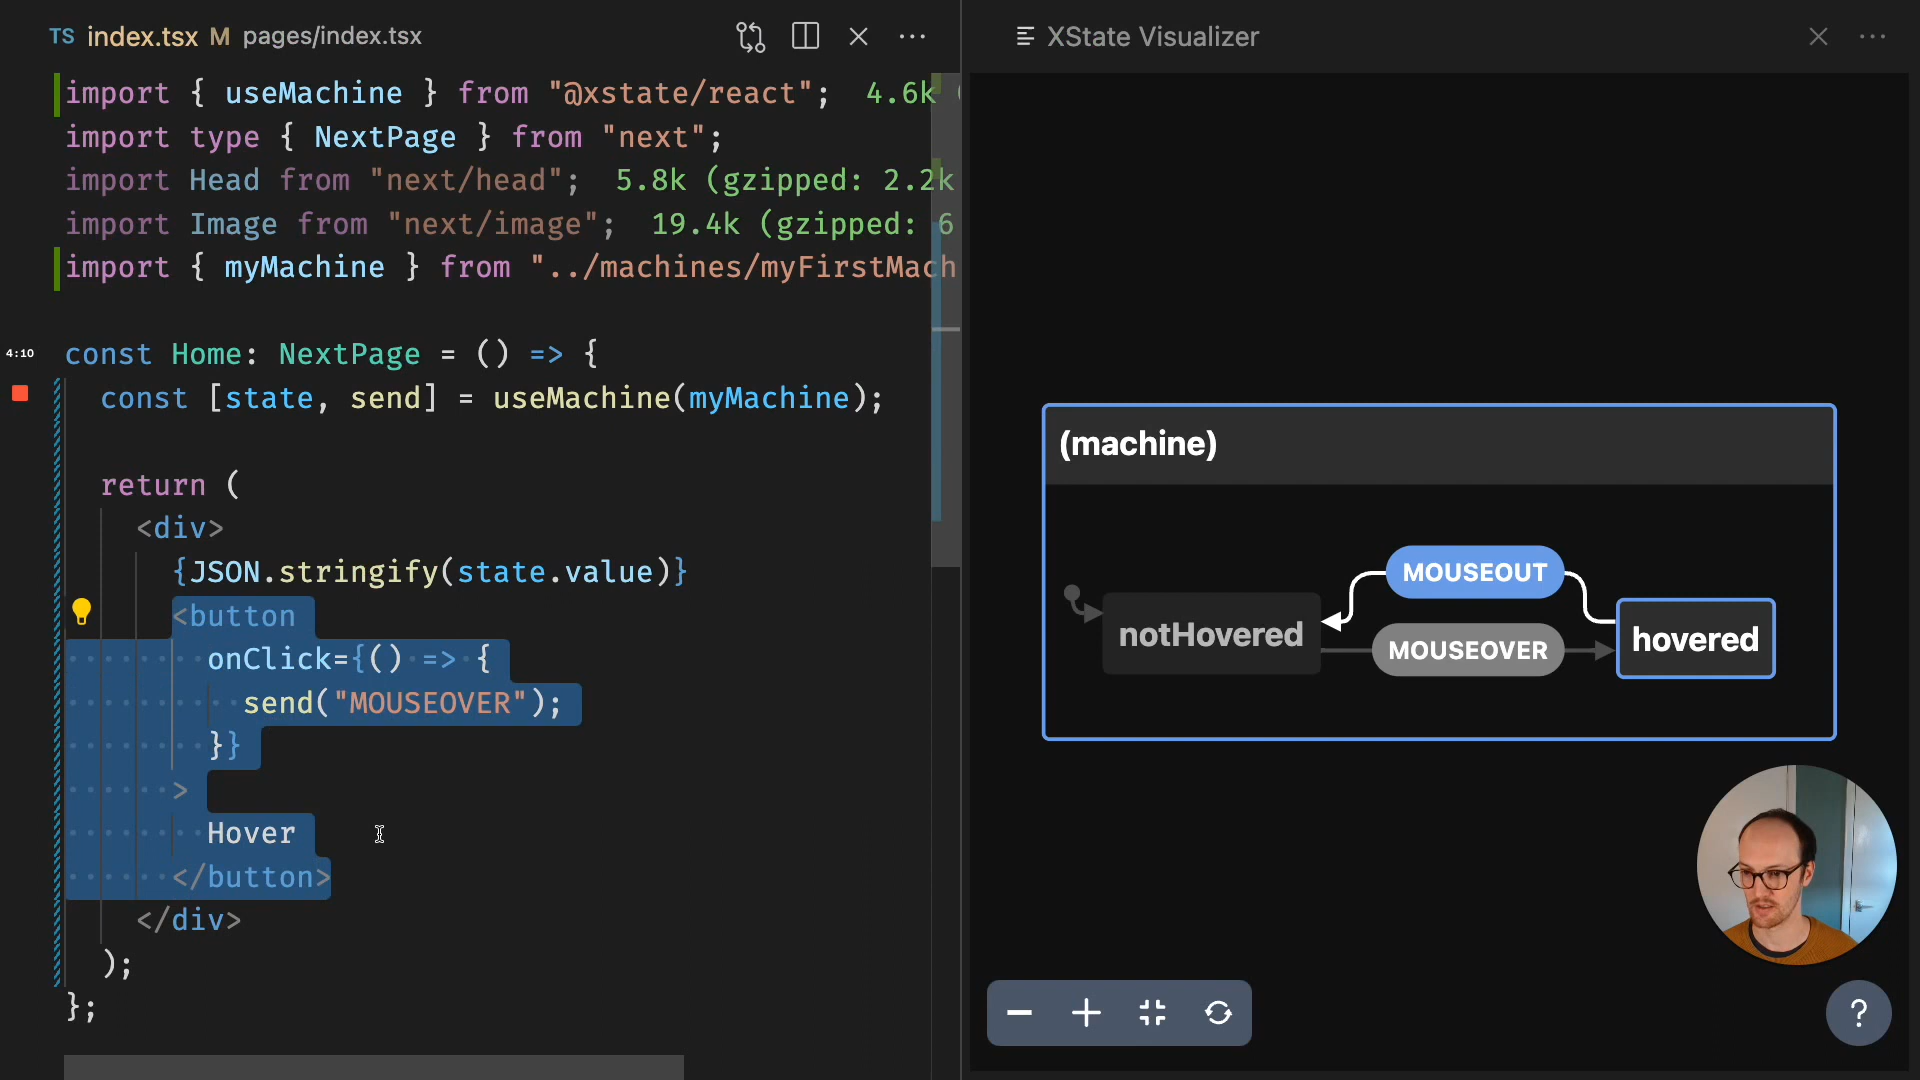 TS index.tsx M pages/index.tsx
import { useMachine } from "@xstate/react"; 4.6k (
import type { NextPage } from "next";
import Head from "next/head"; 5.8k (gzipped: 2.2k
import Image from "next/image"; 19.4k (gzipped: 6
import { myMachine } from "../machines/myFirstMach
4:10
const Home: NextPage = () => {
const [state, send] = useMachine(myMachine);
return (
<div>
{JSON.stringify(state.value)}
<button
onClick={() => {
send("MOUSEOVER");
}}
>
Hover
</button>
</div>
);
};
XState Visualizer
(machine)
MOUSEOUT
notHovered
hovered
MOUSEOVER
?